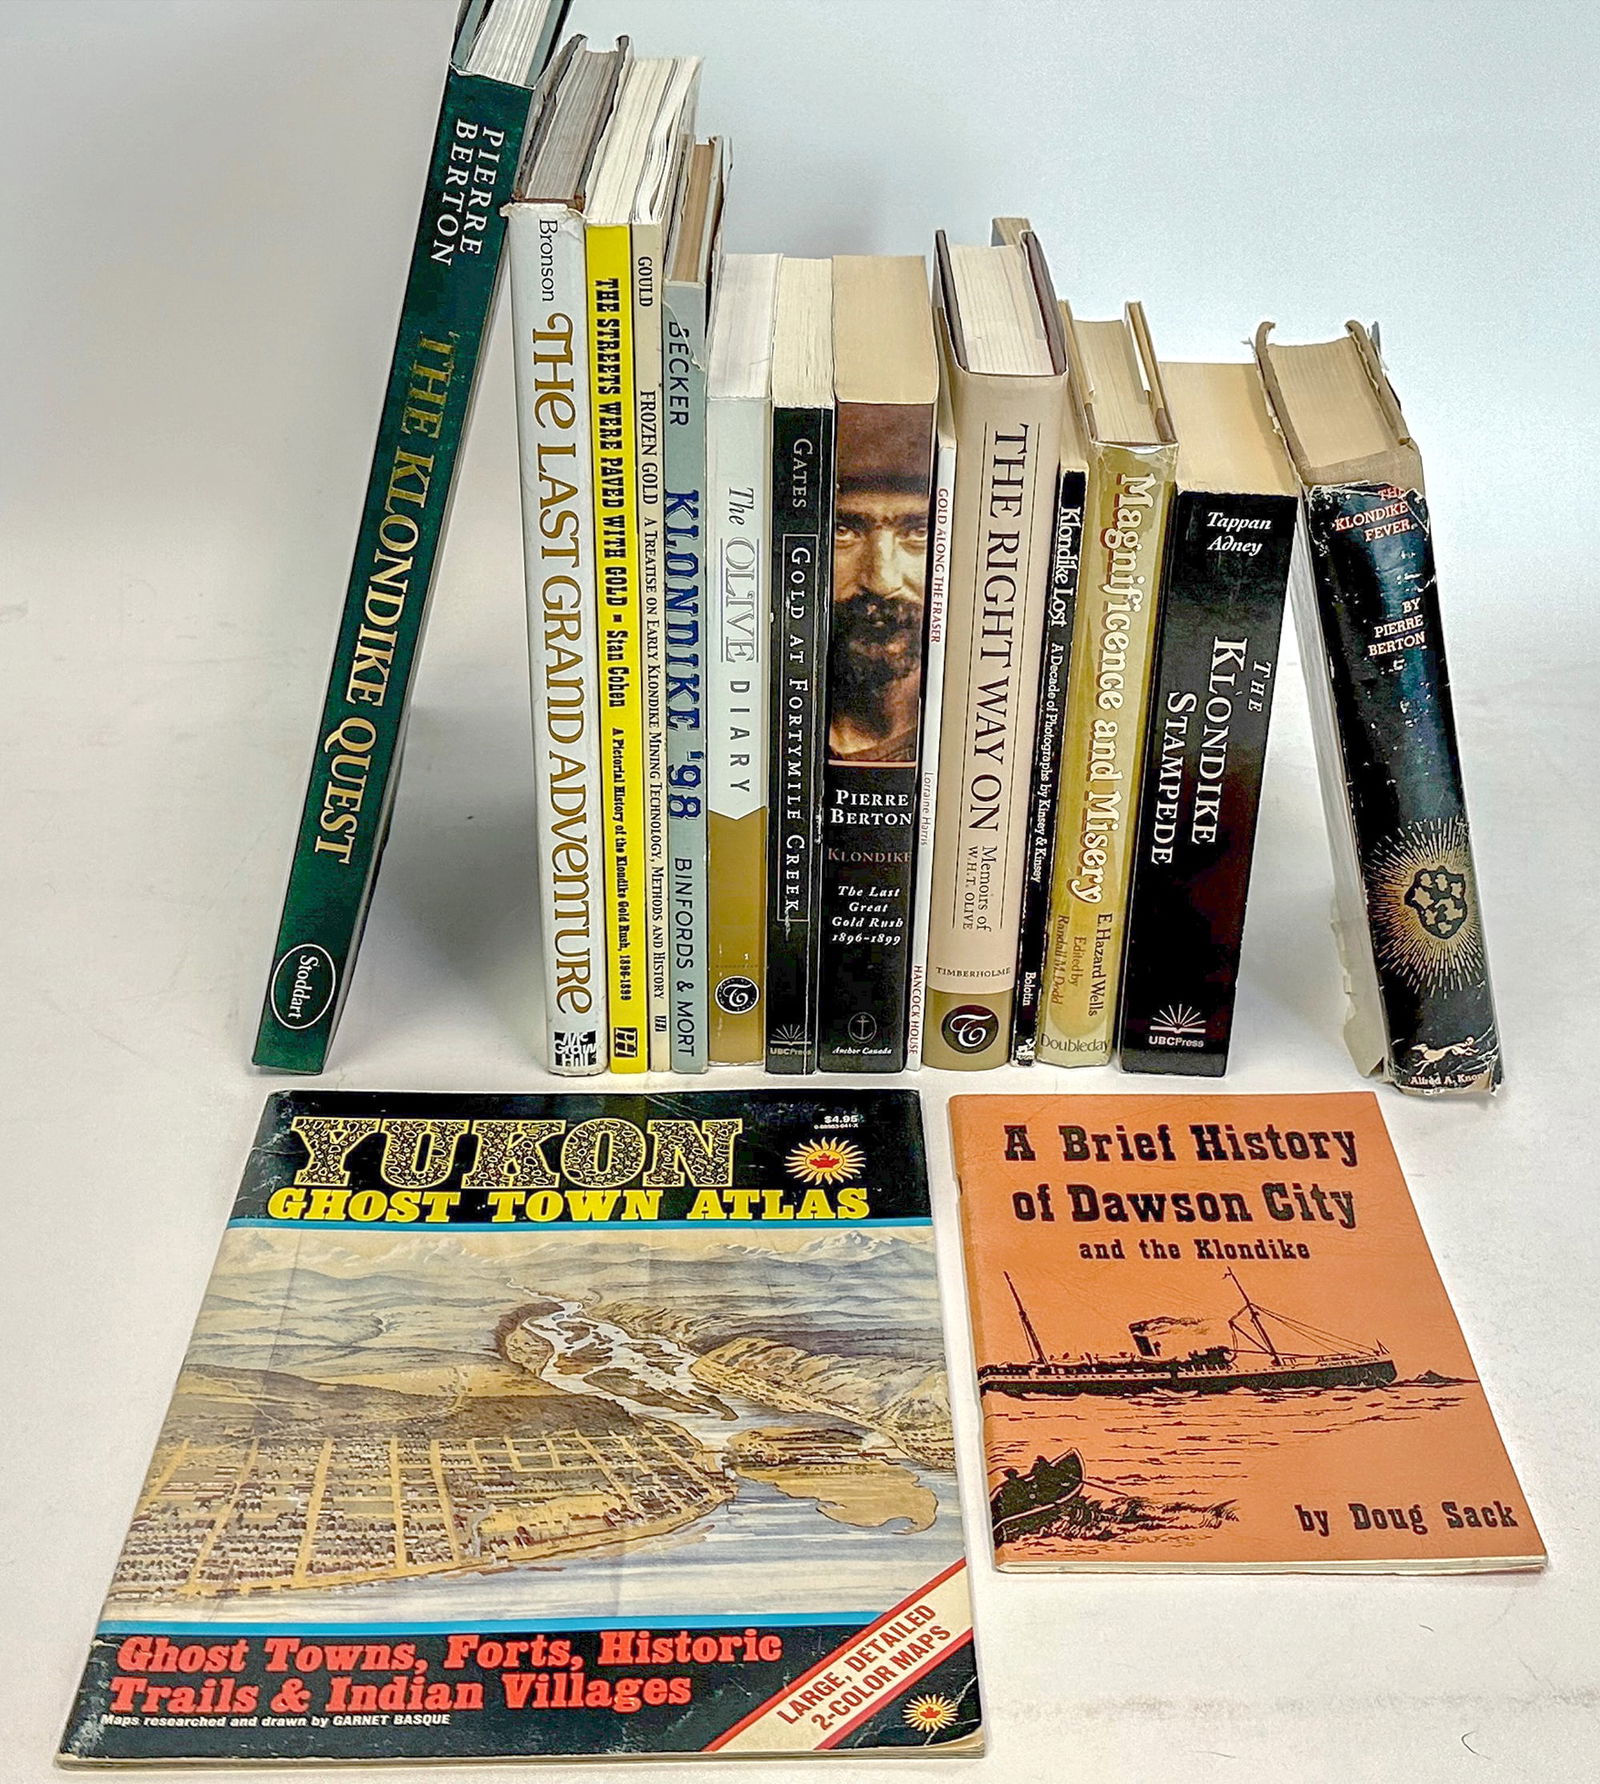 PIERRE
BERTON
THE KLONDIKE QUEST
Stoddart
Bronson
THE LAST GRAND ADVENTURE
Mc
Graw
Hill
THE STREETS WERE PAVED WITH GOLD - Stan Cohen
A Pictorial History of the Klondike Gold Rush, 1896-1899
GOULD
FROZEN GOLD A TREATISE ON EARLY KLONDIKE MINING TECHNOLOGY, METHODS AND HISTORY
BECKER
KLONDIKE '98
BINFORDS & MORT
The OLIVE DIARY
GATES
GOLD AT FORTYMILE CREEK
UBCPress
PIERRE
BERTON
KLONDIKE
The Last
Great
Gold Rush
1896-1899
Anchor Canada
GOLD ALONG THE FRASER
Lorraine Harris
HANCOCK HOUSE
THE RIGHT WAY ON
Memoirs of
W.H.T. OLIVE
TIMBERHOLME
Klondike Lost
A Decade of Photographs by Kinsey & Kinsey
Bolotin
Magnificence and Misery
E. Hazard Wells
Edited by
Randall M. Dodd
Doubleday
Tappan
Adney
THE
KLONDIKE
STAMPEDE
UBCPress
THE
KLONDIKE
FEVER
BY
PIERRE
BERTON
Alfred A. Knop
YUKON
$4.95
GHOST TOWN ATLAS
Ghost Towns, Forts, Historic
Trails & Indian Villages
Maps researched and drawn by GARNET BASQUE
LARGE, DETAILED
2-COLOR MAPS
A Brief History
of Dawson City
and the Klondike
by Doug Sack